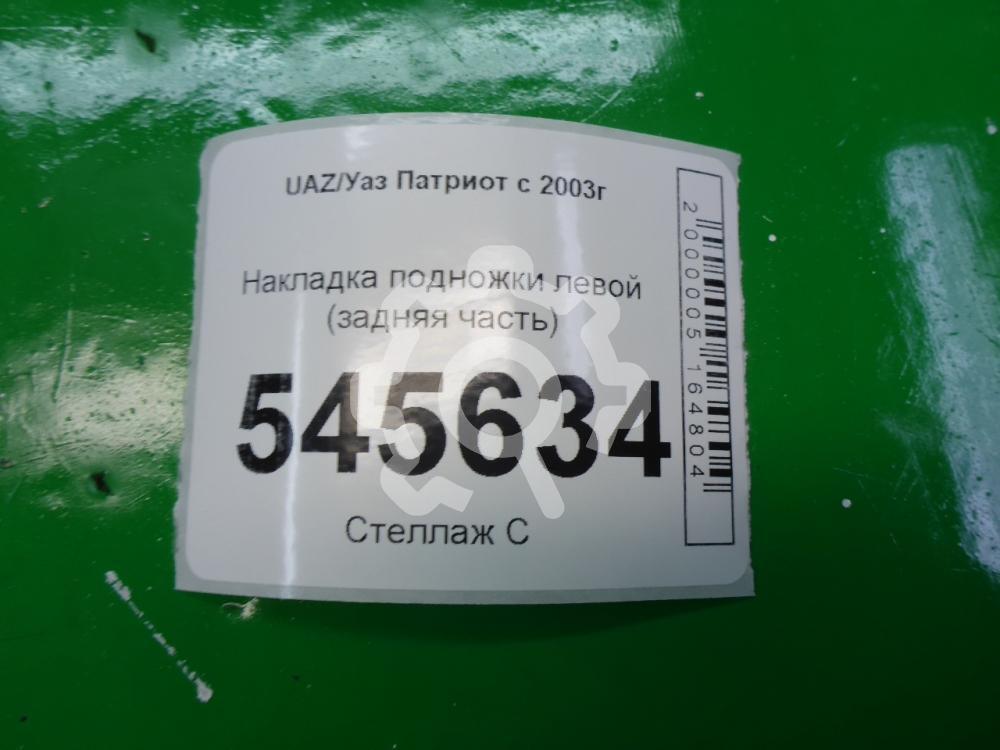 UAZ/Уаз Патриот с 2003г
Накладка подножки левой
(задняя часть)
545634
Стеллаж С
2000005164804